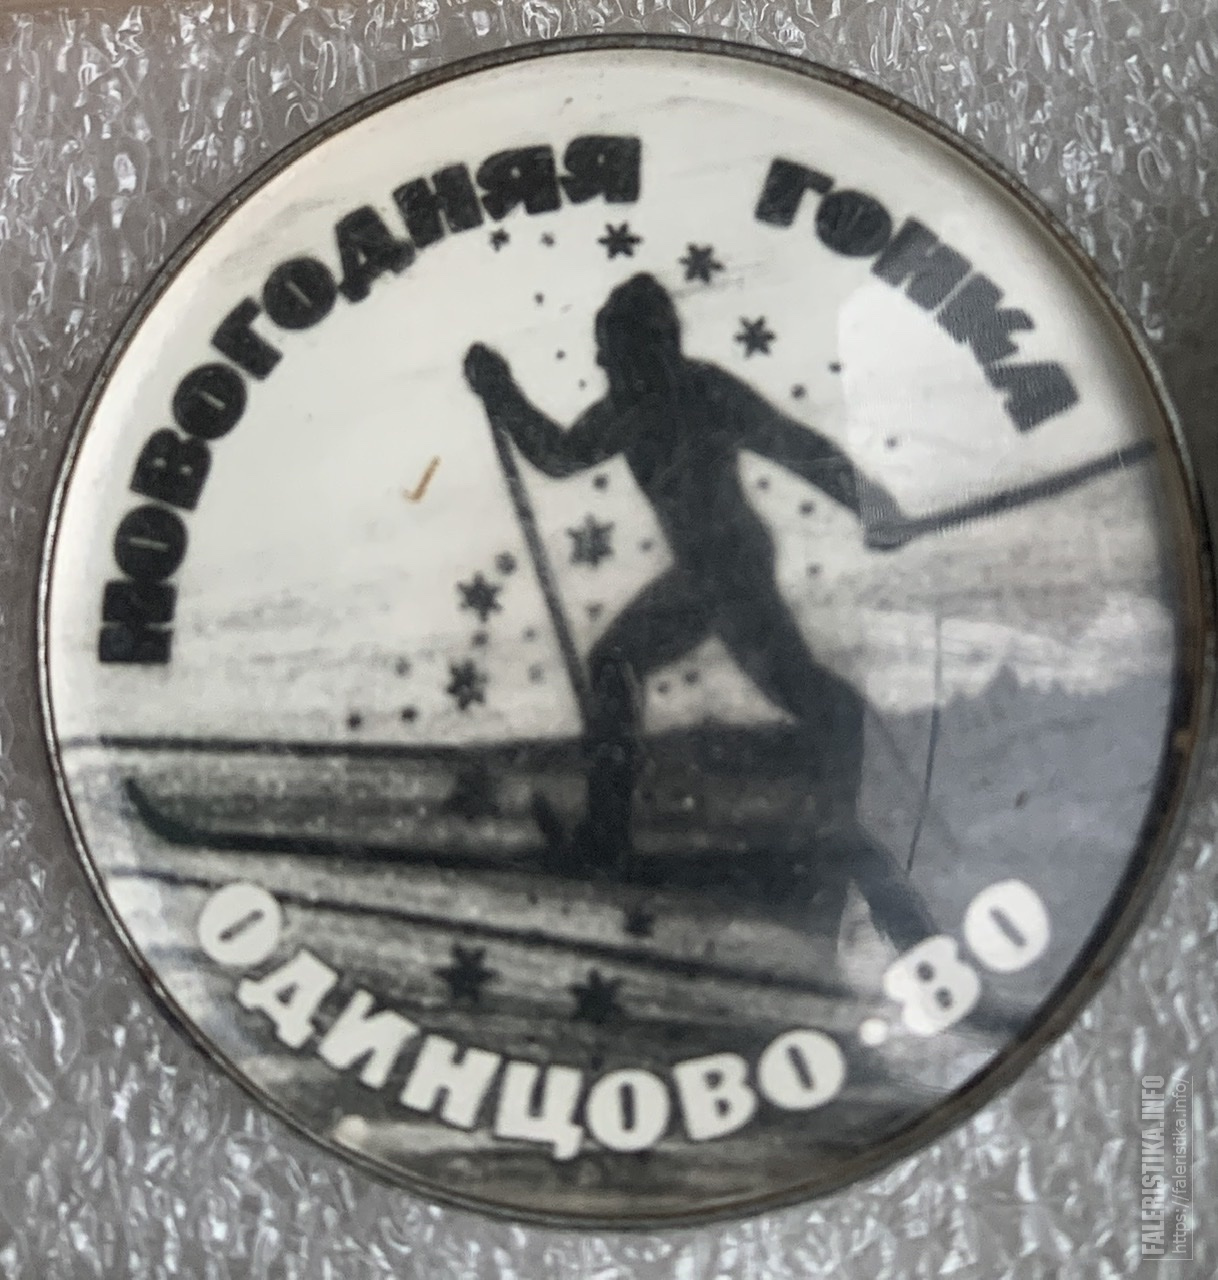 НОВОГОДНЯЯ ГОНКА
ОДИНЦОВО·80
FALERISTIKA.INFO
https://faleristika.info/